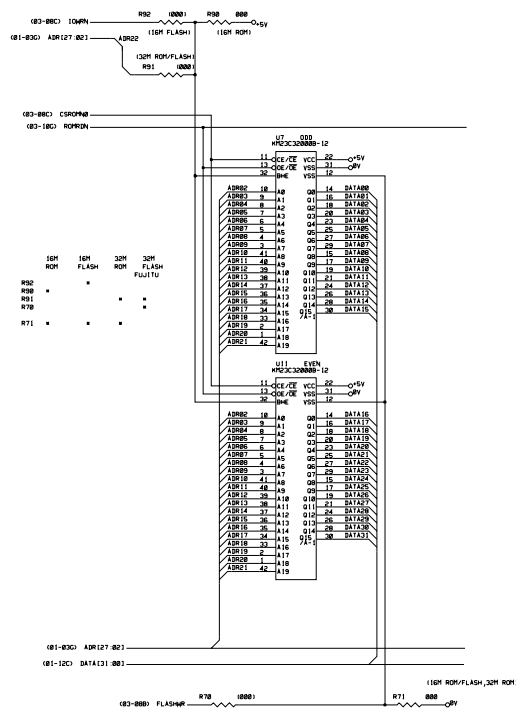 R92 (000) R90 000
(03-08C) IOWRN +5V
(16M FLASH) (16M ROM)
(01-03G) ADR[27:02] ADR22
(32M ROM/FLASH)
R91 (000)
(03-08C) CSROMN0
(03-10G) ROMRDN
U7 ODD
KM23C32000B-12
11 CE/CE VCC 22 +5V
13 OE/OE VSS 31 0V
32 BHE VSS 12
ADR02 10 A0 Q0 14 DATA00
ADR03 9 A1 Q1 16 DATA01
ADR04 8 A2 Q2 18 DATA02
ADR05 7 A3 Q3 20 DATA03
ADR06 6 A4 Q4 23 DATA04
ADR07 5 A5 Q5 25 DATA05
ADR08 4 A6 Q6 27 DATA06
ADR09 3 A7 Q7 29 DATA07
ADR10 41 A8 Q8 15 DATA08
ADR11 40 A9 Q9 17 DATA09
ADR12 39 A10 Q10 19 DATA10
ADR13 38 A11 Q11 21 DATA11
ADR14 37 A12 Q12 24 DATA12
ADR15 36 A13 Q13 26 DATA13
ADR16 35 A14 Q14 28 DATA14
ADR17 34 A15 Q15 30 DATA15
ADR18 33 A16 /A-1
ADR19 2 A17
ADR20 1 A18
ADR21 42 A19
16M 16M 32M 32M
ROM FLASH ROM FLASH
FUJITU
R92 *
R90 *
R91 * *
R70 *
R71 * * *
U11 EVEN
KM23C32000B-12
11 CE/CE VCC 22 +5V
13 OE/OE VSS 31 0V
32 BHE VSS 12
ADR02 10 A0 Q0 14 DATA16
ADR03 9 A1 Q1 16 DATA17
ADR04 8 A2 Q2 18 DATA18
ADR05 7 A3 Q3 20 DATA19
ADR06 6 A4 Q4 23 DATA20
ADR07 5 A5 Q5 25 DATA21
ADR08 4 A6 Q6 27 DATA22
ADR09 3 A7 Q7 29 DATA23
ADR10 41 A8 Q8 15 DATA24
ADR11 40 A9 Q9 17 DATA25
ADR12 39 A10 Q10 19 DATA26
ADR13 38 A11 Q11 21 DATA27
ADR14 37 A12 Q12 24 DATA28
ADR15 36 A13 Q13 26 DATA29
ADR16 35 A14 Q14 28 DATA30
ADR17 34 A15 Q15 30 DATA31
ADR18 33 A16 /A-1
ADR19 2 A17
ADR20 1 A18
ADR21 42 A19
(01-03G) ADR[27:02]
(01-12C) DATA[31:00]
(16M ROM/FLASH,32M ROM
R70 (000) R71 000
(03-08B) FLASHWR 0V